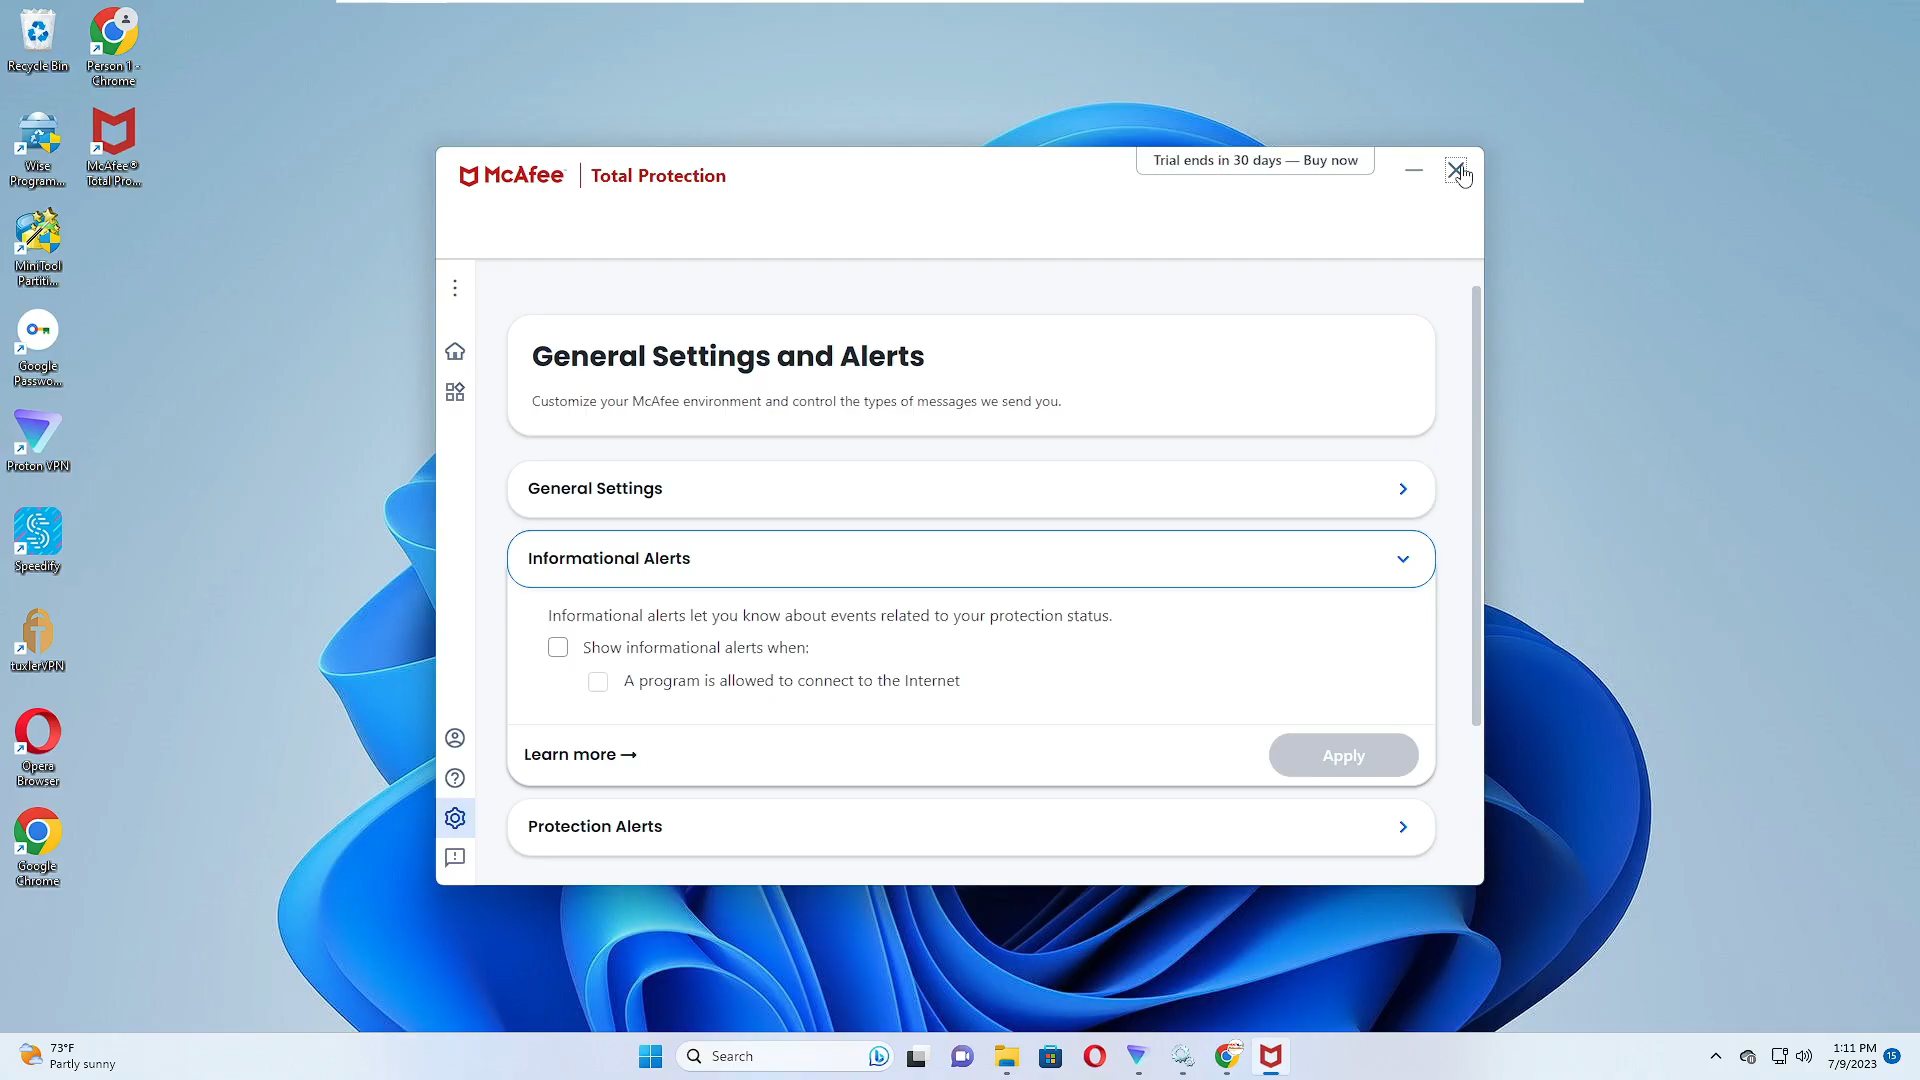 Recycle Bin
Person 1 -
Chrome
Wise
Program...
McAfee®
Total Pro...
MiniTool
Partiti...
Google
Passwo...
Proton VPN
Speedify
tuxlerVPN
Opera
Browser
Google
Chrome
McAfee Total Protection
Trial ends in 30 days — Buy now
General Settings and Alerts
Customize your McAfee environment and control the types of messages we send you.
General Settings
Informational Alerts
Informational alerts let you know about events related to your protection status.
Show informational alerts when:
A program is allowed to connect to the Internet
Learn more →
Apply
Protection Alerts
73°F
Partly sunny
Search
1:11 PM
7/9/2023
15